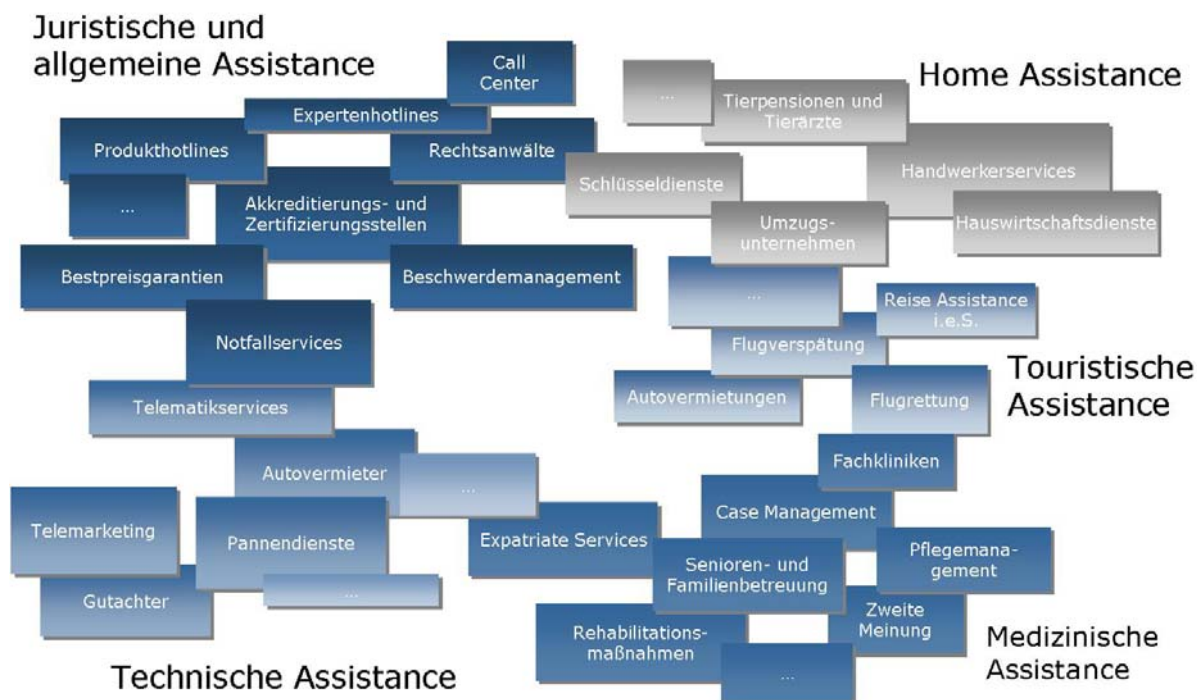 Juristische und
allgemeine Assistance
Call
Center
Expertenhotlines
Produkthotlines
Rechtsanwälte
...
Akkreditierungs- und
Zertifizierungsstellen
Bestpreisgarantien
Beschwerdemanagement
Notfallservices
Home Assistance
...
Tierpensionen und
Tierärzte
Handwerkerservices
Schlüsseldienste
Umzugs-
unternehmen
Hauswirtschaftsdienste
...
Reise Assistance
i.e.S.
Flugverspätung
Autovermietungen
Flugrettung
Touristische
Assistance
Telematikservices
Autovermieter
...
Telemarketing
Pannendienste
Gutachter
...
Technische Assistance
Fachkliniken
Case Management
Expatriate Services
Senioren- und
Familienbetreuung
Pflegemana-
gement
Rehabilitations-
maßnahmen
Zweite
Meinung
...
Medizinische
Assistance